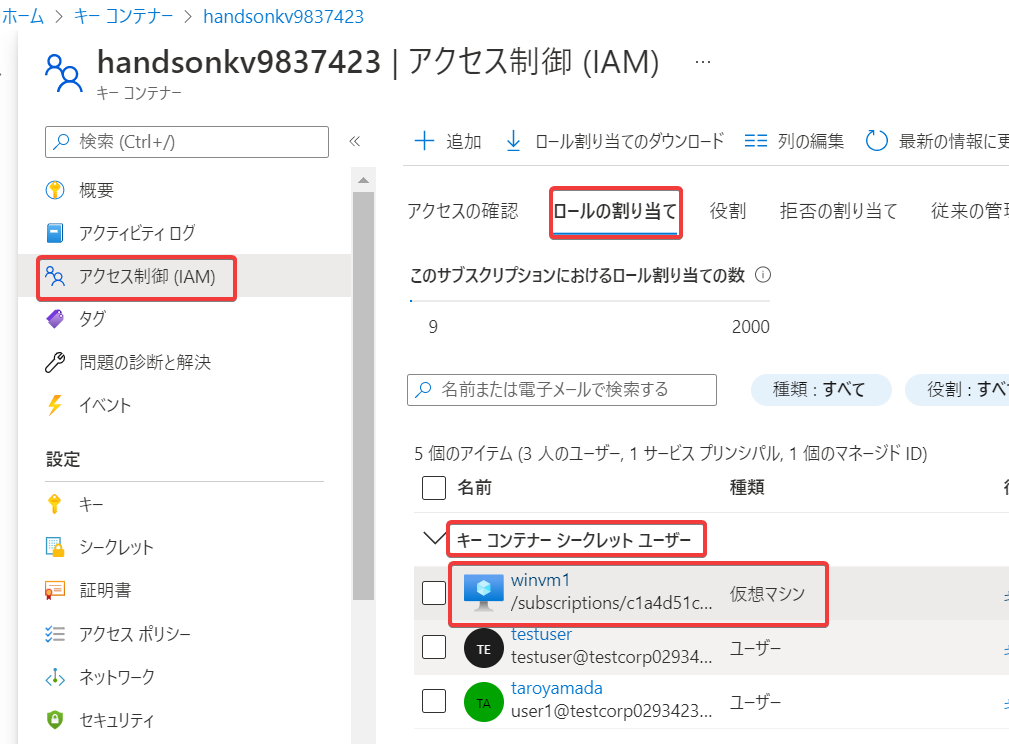 ホーム > キー コンテナー > handsonkv9837423
handsonkv9837423 | アクセス制御 (IAM) ...
キー コンテナー
検索 (Ctrl+/)
«
概要
アクティビティ ログ
アクセス制御 (IAM)
タグ
問題の診断と解決
イベント
設定
キー
シークレット
証明書
アクセス ポリシー
ネットワーク
セキュリティ
追加 ロール割り当てのダウンロード 列の編集 最新の情報に更
アクセスの確認 ロールの割り当て 役割 拒否の割り当て 従来の管理
このサブスクリプションにおけるロール割り当ての数
9 2000
名前または電子メールで検索する
種類 : すべて 役割 : すべ
5 個のアイテム (3 人のユーザー, 1 サービス プリンシパル, 1 個のマネージド ID)
名前 種類
キー コンテナー シークレット ユーザー
winvm1
/subscriptions/c1a4d51c... 仮想マシン
TE testuser
testuser@testcorp02934... ユーザー
TA taroyamada
user1@testcorp0293423... ユーザー